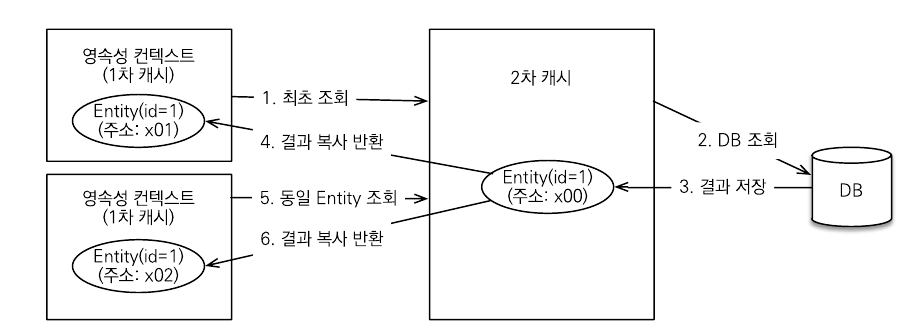 영속성 컨텍스트
(1차 캐시)
Entity(id=1)
(주소: x01)
1. 최초 조회
4. 결과 복사 반환
2차 캐시
2. DB 조회
Entity(id=1)
(주소: x00)
3. 결과 저장
DB
영속성 컨텍스트
(1차 캐시)
Entity(id=1)
(주소: x02)
5. 동일 Entity 조회
6. 결과 복사 반환